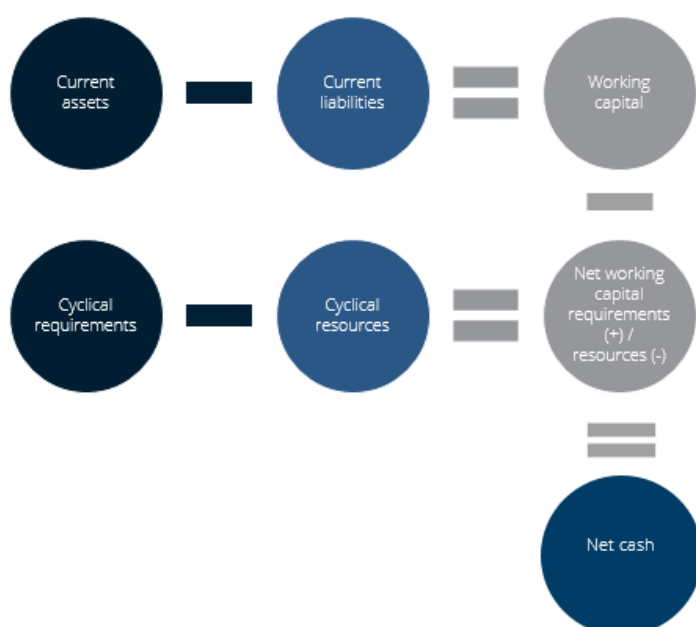 Current
assets
Current
liabilities
Working
capital
Cyclical
requirements
Cyclical
resources
Net working
capital
requirements
(+) /
resources (-)
Net cash